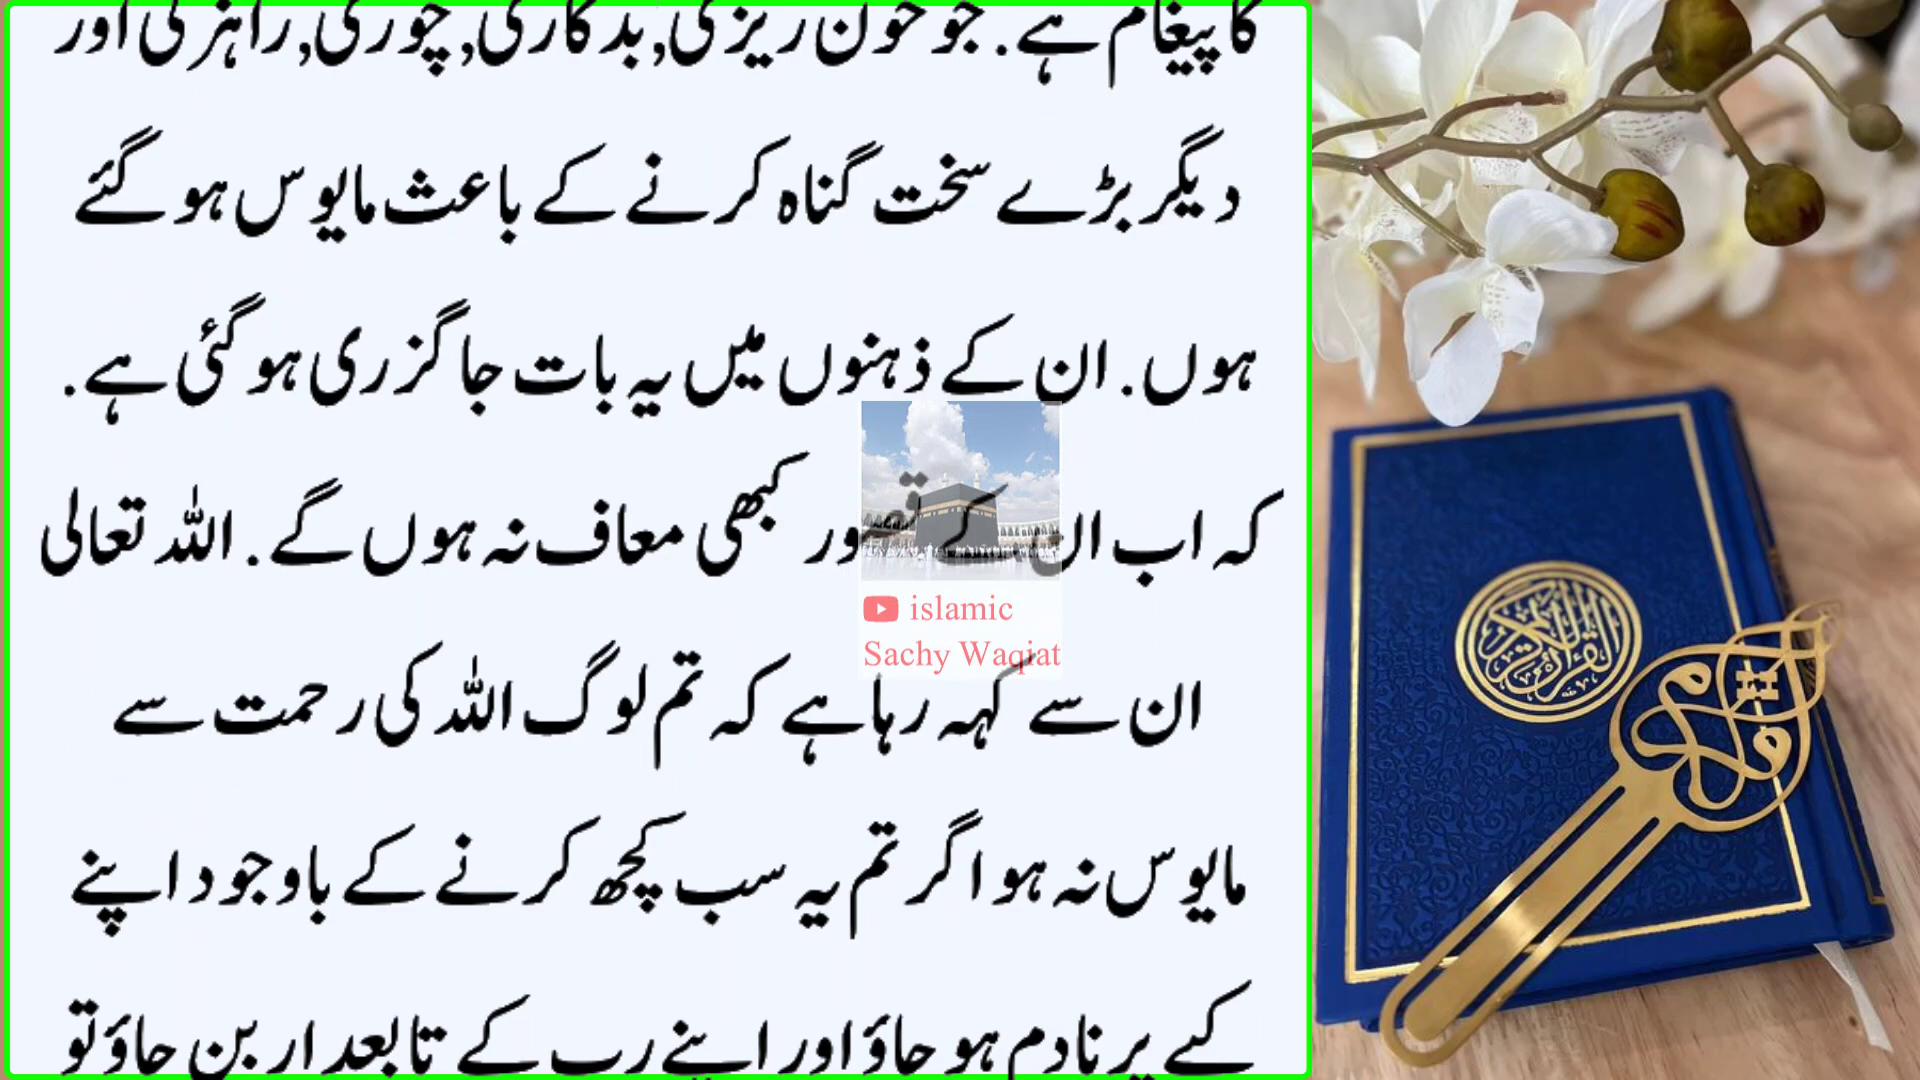 کا پیغام ہے. جو خون ریزی, بدکاری, چوری, راہزنی اور
دیگر بڑے سخت گناہ کرنے کے باعث مایوس ہو گئے
ہوں. ان کے ذہنوں میں یہ بات جا گزری ہو گئی ہے.
کہ اب ان کے قصور کبھی معاف نہ ہوں گے. اللہ تعالی
ان سے کہہ رہا ہے کہ تم لوگ اللہ کی رحمت سے
مایوس نہ ہو اگر تم یہ سب کچھ کرنے کے باوجود اپنے
کیے پر نادم ہو جاؤ اور اپنے رب کے تابعدار بن جاؤ تو
islamic
Sachy Waqiat
القرآن الكريم